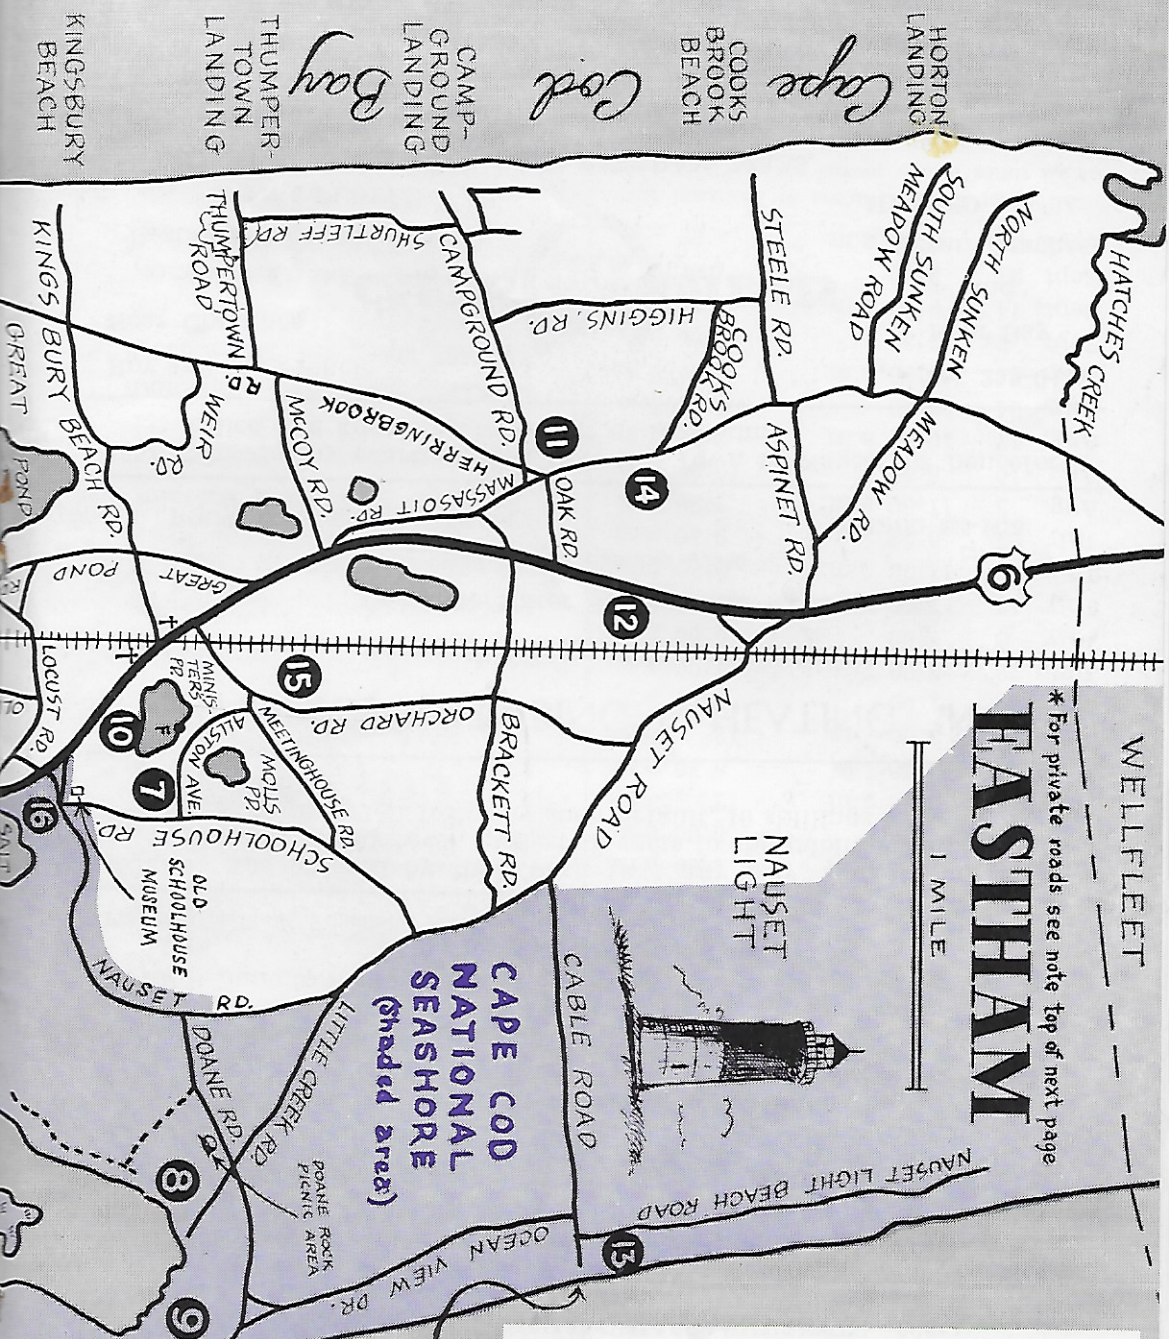 WELLFLEET
* For private roads see note top of next page
EASTHAM
1 MILE
HORTON
LANDING
Cape
COOKS
BROOK
BEACH
Cod
CAMP-
GROUND
LANDING
Bay
THUMPER-
TOWN
LANDING
KINGSBURY
BEACH
HATCHES CREEK
NORTH SUNKEN
MEADOW RD.
SOUTH SUNKEN
MEADOW ROAD
STEELE RD.
ASPINET RD.
COOK'S
BROOK RD.
HIGGINS. RD.
CAMPGROUND RD.
SHURTLEFF RD.
THUMPERTOWN
ROAD
HERRINGBROOK
RD.
MASSASOIT RD.
OAK RD.
McCOY RD.
WEIR
RD.
KINGSBURY BEACH RD.
GREAT
POND
GREAT POND
RD
LOCUST RD.
OL
6
11
14
12
15
10
7
16
8
9
13
MINIS-
TERS
PD.
F
MOLLS
PD.
ALLSTON AVE.
MEETINGHOUSE RD.
ORCHARD RD.
BRACKETT RD.
NAUSET ROAD
SCHOOLHOUSE RD.
OLD
SCHOOLHOUSE
MUSEUM
SALT
NAUSET RD.
NAUSET
LIGHT
CABLE ROAD
CAPE COD
NATIONAL
SEASHORE
(shaded area)
LITTLE CREEK RD.
DOANE RD.
DOANE ROCK
PICNIC AREA
NAUSET LIGHT BEACH ROAD
OCEAN VIEW DR.